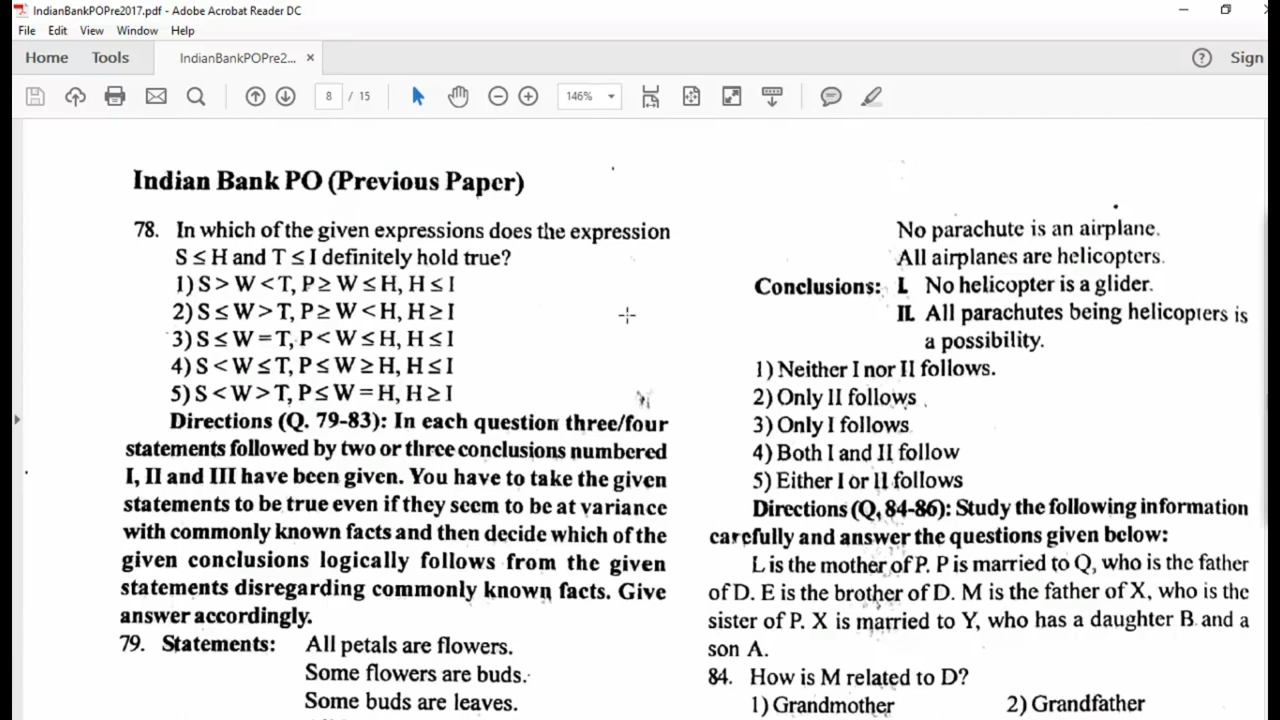 IndianBankPOPre2017.pdf - Adobe Acrobat Reader DC
File Edit View Window Help
Home Tools IndianBankPOPre2... × Sign
8 / 15 146%
Indian Bank PO (Previous Paper)
78. In which of the given expressions does the expression
S ≤ H and T ≤ I definitely hold true?
1) S > W < T, P ≥ W ≤ H, H ≤ I
2) S ≤ W > T, P ≥ W < H, H ≥ I
3) S ≤ W = T, P < W ≤ H, H ≤ I
4) S < W ≤ T, P ≤ W ≥ H, H ≤ I
5) S < W > T, P ≤ W = H, H ≥ I
Directions (Q. 79-83): In each question three/four
statements followed by two or three conclusions numbered
I, II and III have been given. You have to take the given
statements to be true even if they seem to be at variance
with commonly known facts and then decide which of the
given conclusions logically follows from the given
statements disregarding commonly known facts. Give
answer accordingly.
79. Statements: All petals are flowers.
Some flowers are buds.
Some buds are leaves.
No parachute is an airplane.
All airplanes are helicopters.
Conclusions: I. No helicopter is a glider.
II. All parachutes being helicopters is
a possibility.
1) Neither I nor II follows.
2) Only II follows
3) Only I follows
4) Both I and II follow
5) Either I or II follows
Directions (Q. 84-86): Study the following information
carefully and answer the questions given below:
L is the mother of P. P is married to Q, who is the father
of D. E is the brother of D. M is the father of X, who is the
sister of P. X is married to Y, who has a daughter B and a
son A.
84. How is M related to D?
1) Grandmother 2) Grandfather